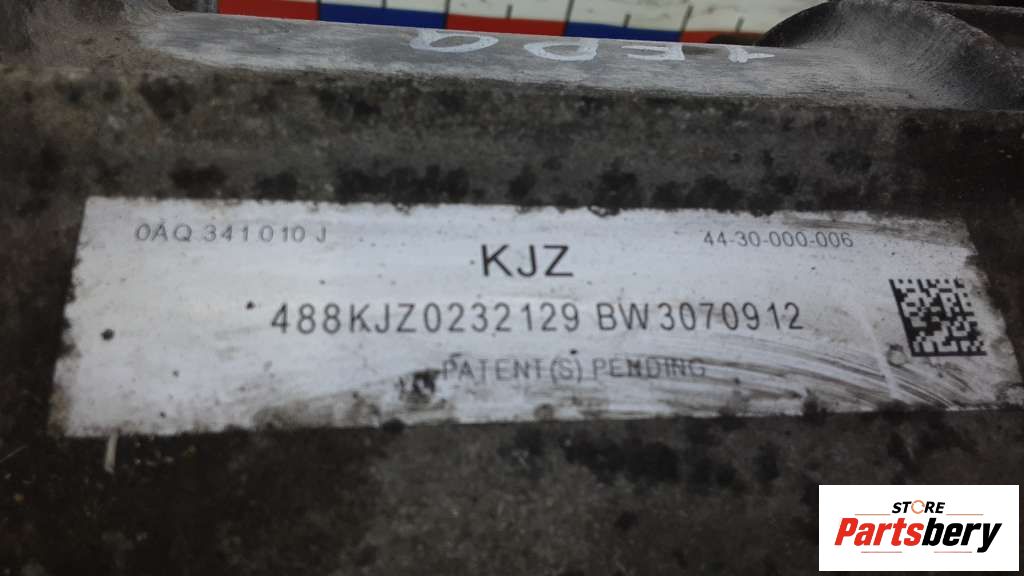 0AQ 341 010 J
44-30-000-006
KJZ
488KJZ0232129 BW3070912
PATENT(S) PENDING
STORE
Partsbery